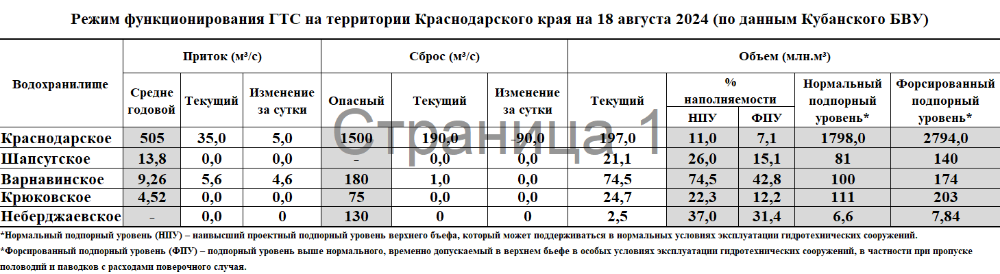 Режим функционирования ГТС на территории Краснодарского края на 18 августа 2024 (по данным Кубанского БВУ)
Водохранилище Приток (м³/с) Сброс (м³/с) Объем (млн.м³)
Средне годовой Текущий Изменение за сутки Опасный Текущий Изменение за сутки Текущий % наполняемости Нормальный подпорный уровень* Форсированный подпорный уровень*
НПУ ФПУ
Краснодарское 505 35,0 5,0 1500 190,0 -90,0 197,0 11,0 7,1 1798,0 2794,0
Шапсугское 13,8 0,0 0,0 - 0,0 0,0 21,1 26,0 15,1 81 140
Варнавинское 9,26 5,6 4,6 180 1,0 0,0 74,5 74,5 42,8 100 174
Крюковское 4,52 0,0 0,0 75 0,0 0,0 24,7 22,3 12,2 111 203
Неберджаевское - 0,0 0 130 0 0 2,5 37,0 31,4 6,6 7,84
*Нормальный подпорный уровень (НПУ) – наивысший проектный подпорный уровень верхнего бъефа, который может поддерживаться в нормальных условиях эксплуатации гидротехнических сооружений.
*Форсированный подпорный уровень (ФПУ) – подпорный уровень выше нормального, временно допускаемый в верхнем бьефе в особых условиях эксплуатации гидротехнических сооружений, в частности при пропуске
половодий и паводков с расходами поверочного случая.
Страница 1